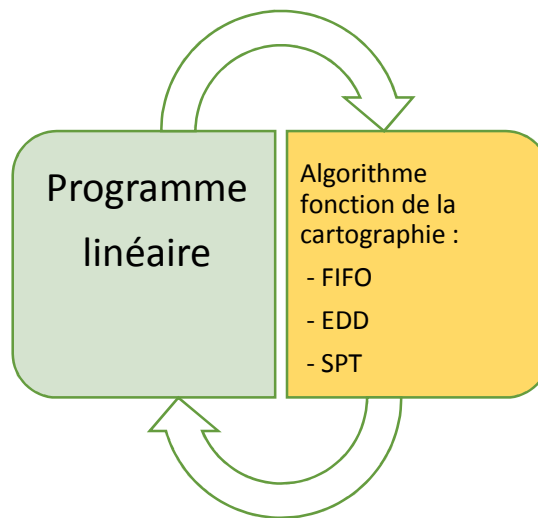 Programme
linéaire
Algorithme
fonction de la
cartographie :
- FIFO
- EDD
- SPT